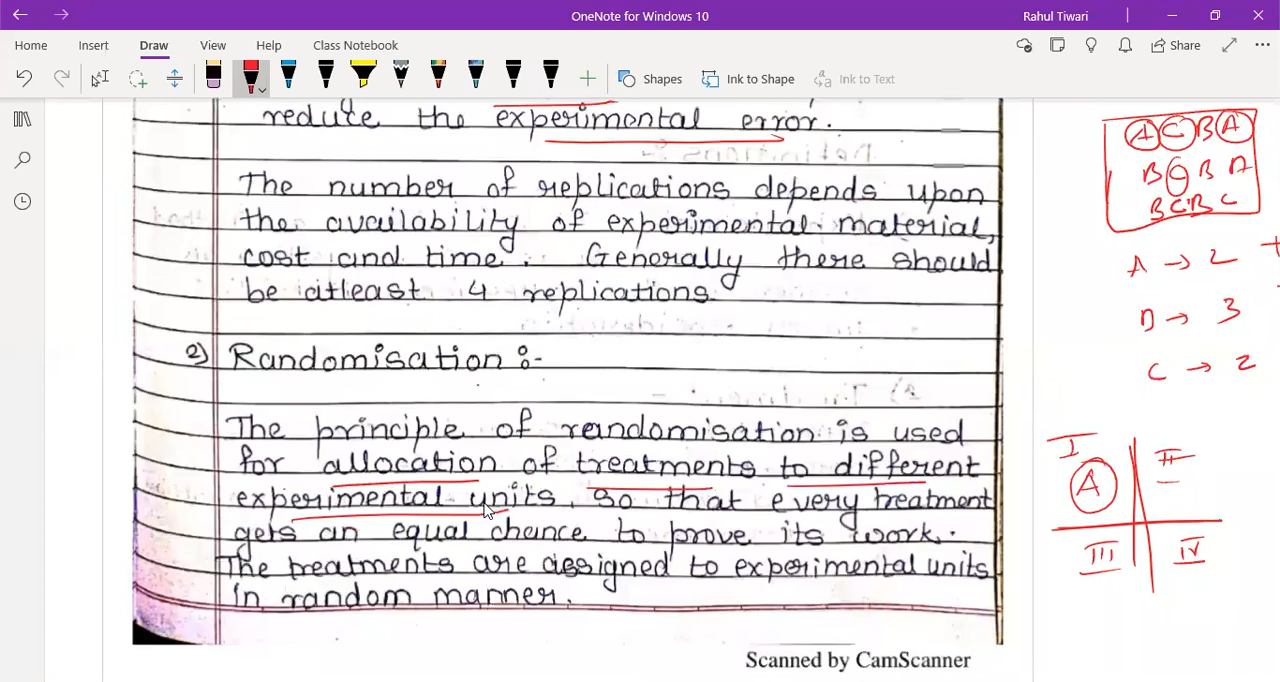 OneNote for Windows 10
Rahul Tiwari
Home Insert Draw View Help Class Notebook
Share
Shapes Ink to Shape Ink to Text
redute the experimental error.
The number of replications depends upon
the availability of experimental material,
cost and time. Generally there should
be atleast 4 replications.
2) Randomisation :-
The principle of randomisation is used
for allocation of treatments to different
experimental units, so that every treatment
gets an equal chance to prove its work.
The treatments are assigned to experimental units
in random manner.
Scanned by CamScanner
A C B A
B C B A
B C B C
A → 2
B → 3
C → 2
I II
A
III IV